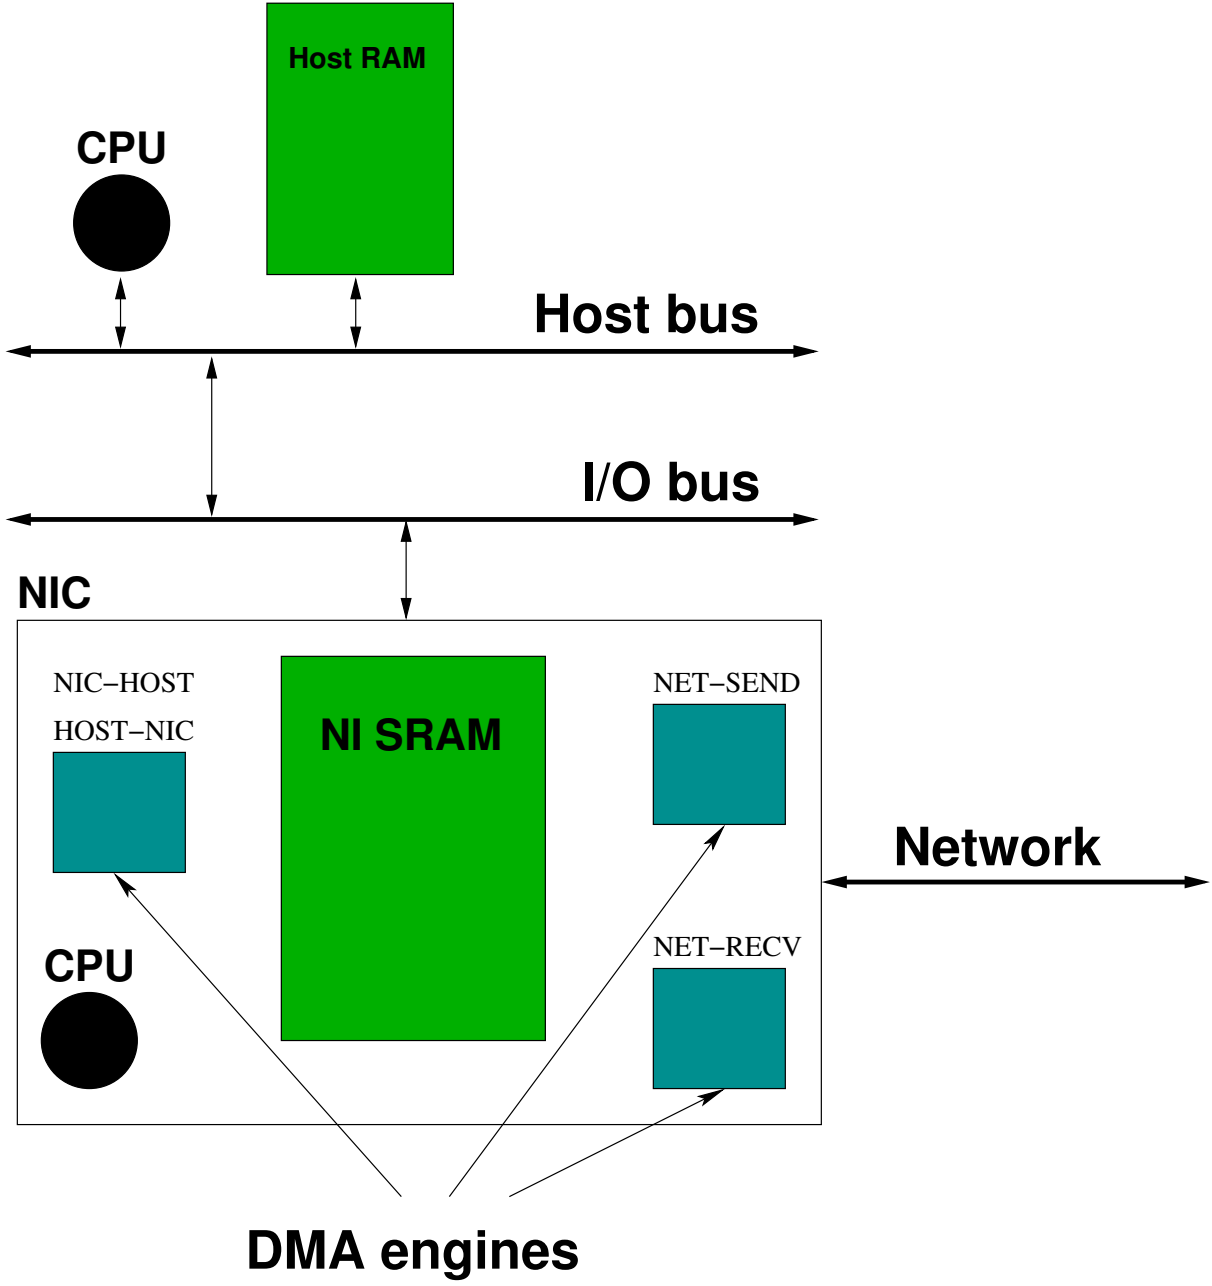 Host RAM
CPU
Host bus
I/O bus
NIC
NIC−HOST
HOST−NIC
NI SRAM
NET−SEND
Network
NET−RECV
CPU
DMA engines